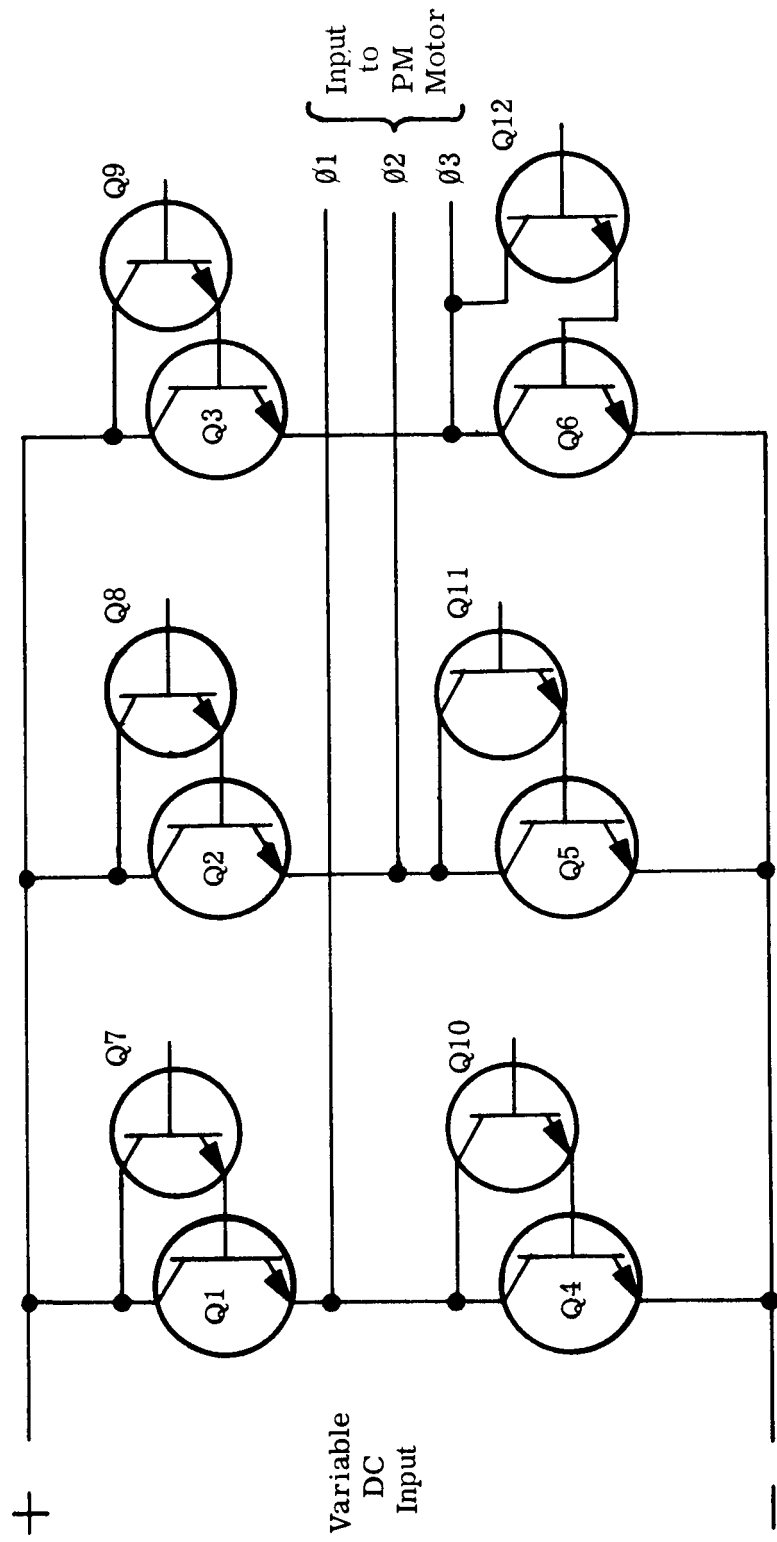 +
Variable
DC
Input
−
Q7
Q1
Q8
Q2
Q9
Q3
Q10
Q4
Q11
Q5
Q12
Q6
Ø1
Ø2
Ø3
Input
to
PM
Motor